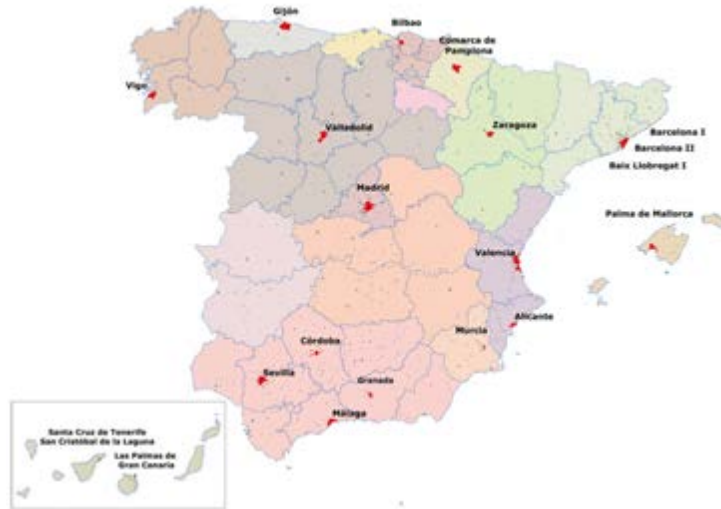 Gijón
Bilbao
Comarca de
Pamplona
Vigo
Valladolid
Zaragoza
Barcelona I
Barcelona II
Baix Llobregat I
Madrid
Palma de Mallorca
Valencia
Alicante
Murcia
Córdoba
Sevilla
Granada
Málaga
Santa Cruz de Tenerife
San Cristóbal de la Laguna
Las Palmas de
Gran Canaria